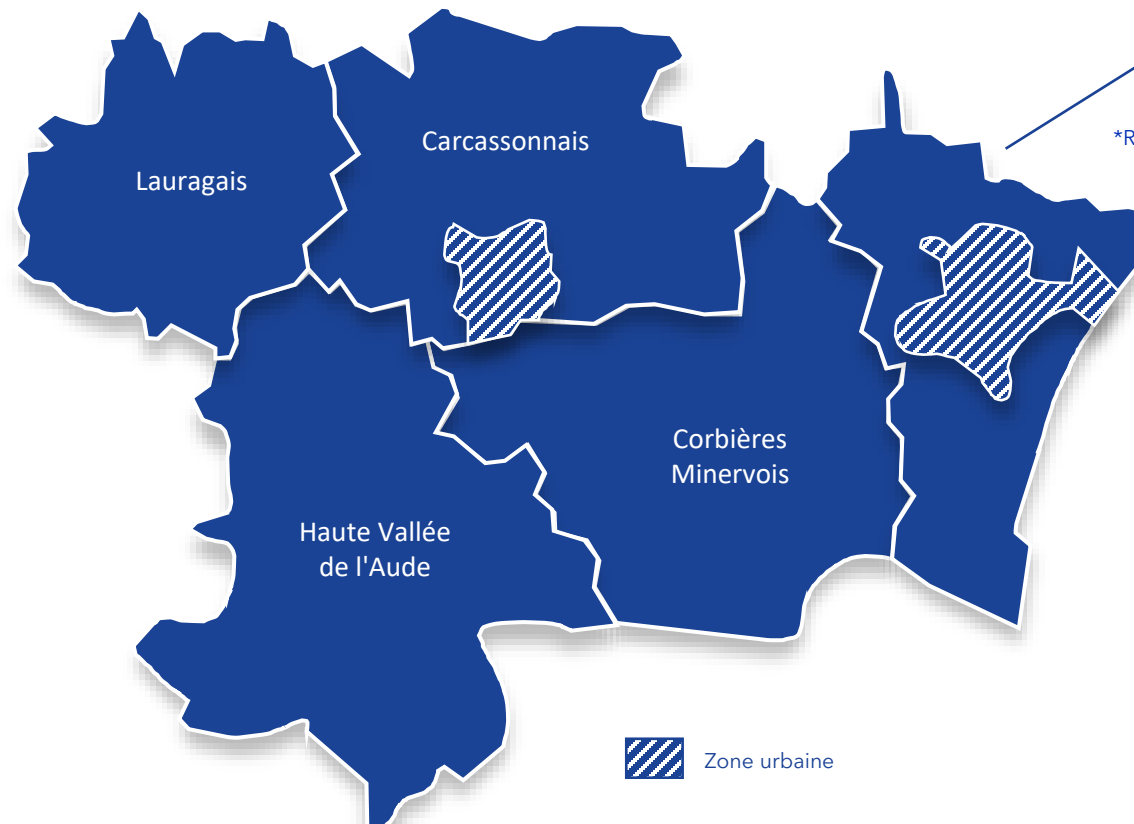 *R
Carcassonnais
Lauragais
Corbières
Minervois
Haute Vallée
de l'Aude
Zone urbaine